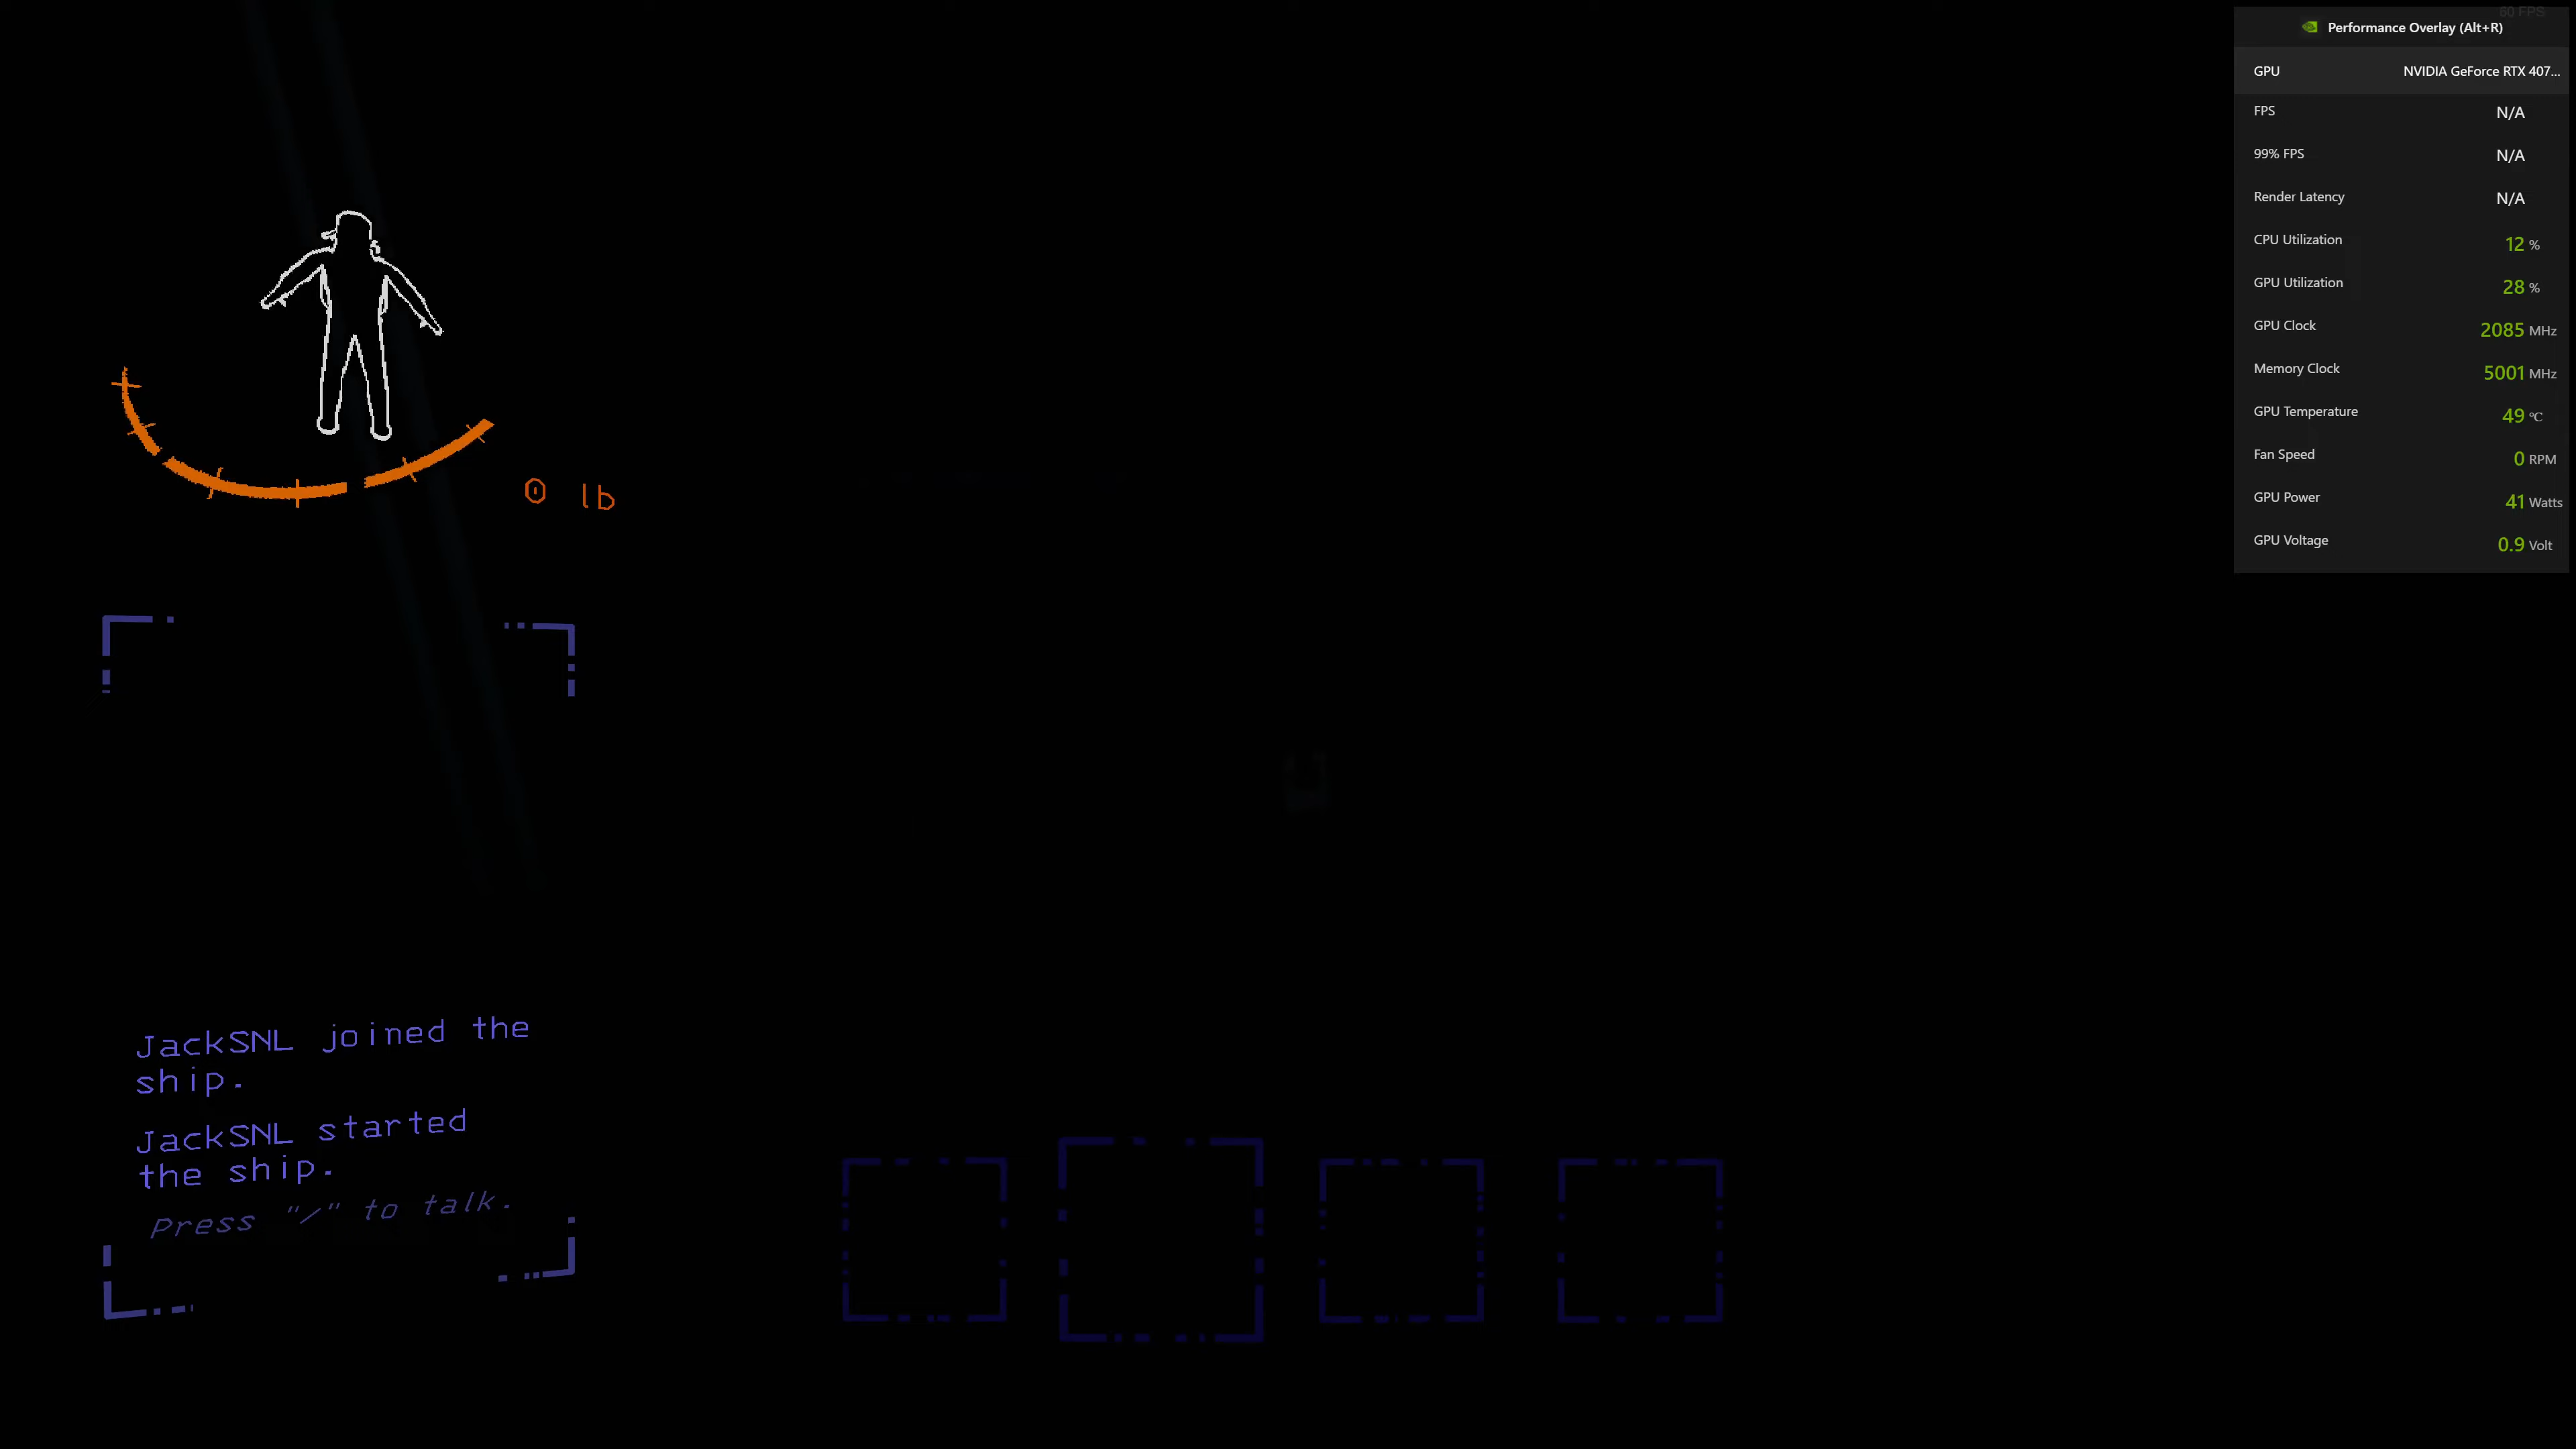 60 FPS
Performance Overlay (Alt+R)
GPU NVIDIA GeForce RTX 407...
FPS N/A
99% FPS N/A
Render Latency N/A
CPU Utilization 12 %
GPU Utilization 28 %
GPU Clock 2085 MHz
Memory Clock 5001 MHz
GPU Temperature 49 °C
Fan Speed 0 RPM
GPU Power 41 Watts
GPU Voltage 0.9 Volt
0 lb
JackSNL joined the
ship.
JackSNL started
the ship.
Press "/" to talk.